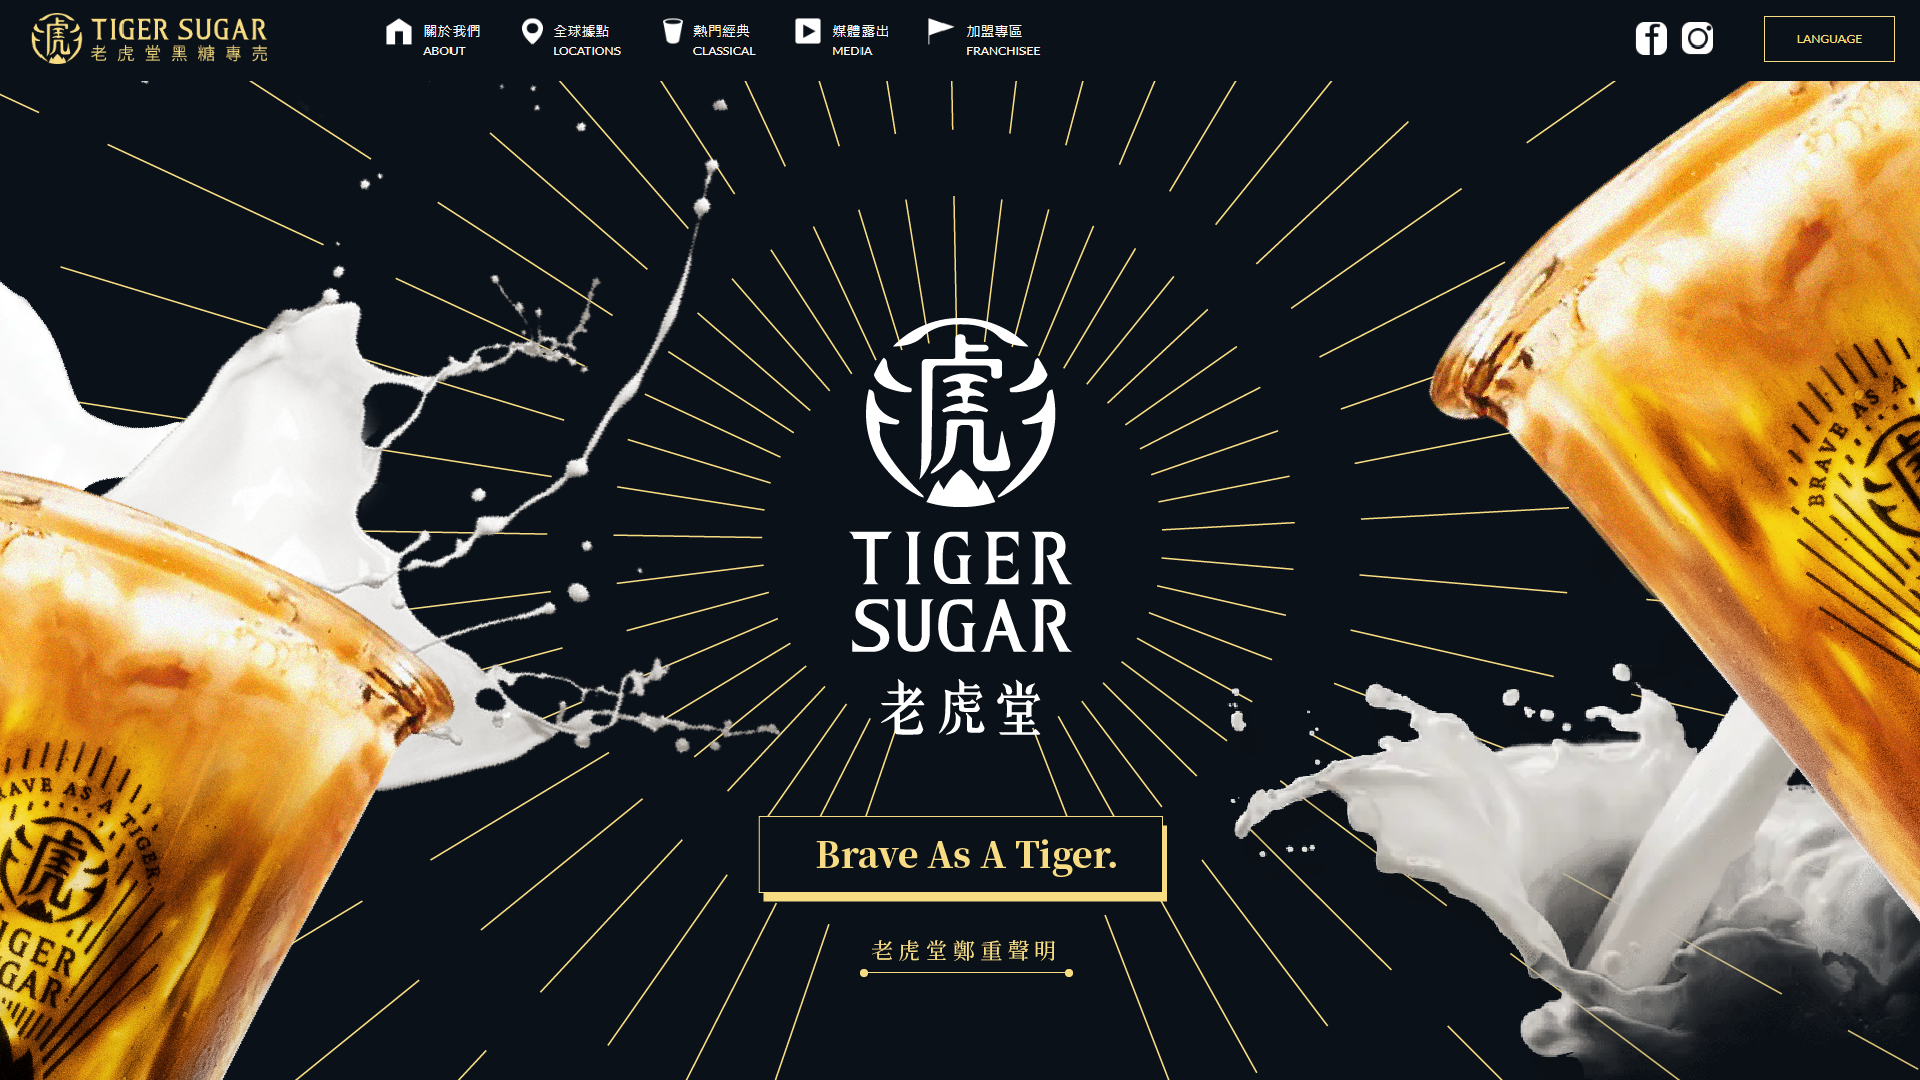 TIGER SUGAR
老虎堂黑糖專売
關於我們
ABOUT
全球據點
LOCATIONS
熱門經典
CLASSICAL
媒體露出
MEDIA
加盟專區
FRANCHISEE
LANGUAGE
虎
TIGER
SUGAR
老虎堂
Brave As A Tiger.
老虎堂鄭重聲明
BRAVE AS A
虎
RAVE AS A TIGER.
虎
IGER
GAR